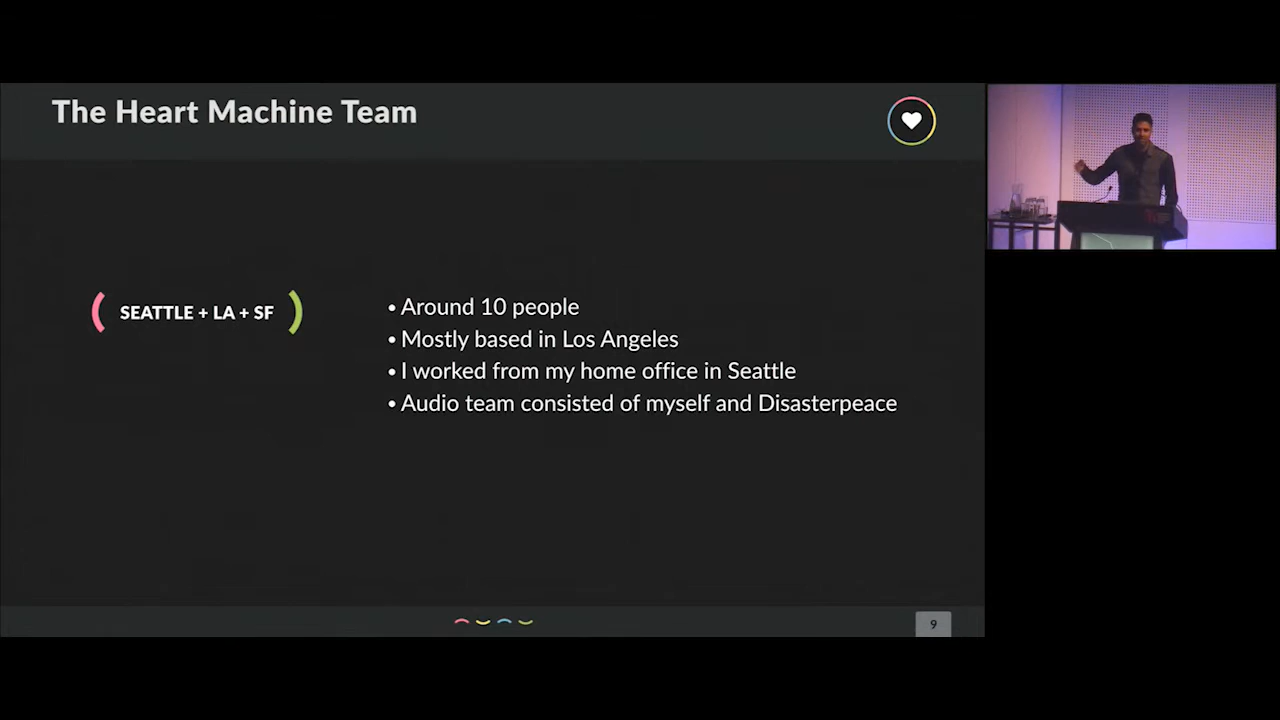 The Heart Machine Team
SEATTLE + LA + SF
• Around 10 people
• Mostly based in Los Angeles
• I worked from my home office in Seattle
• Audio team consisted of myself and Disasterpeace
9